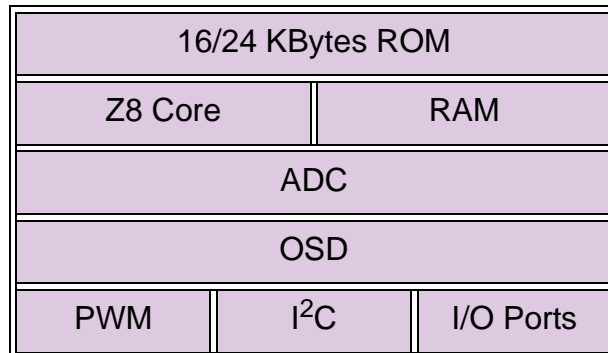 16/24 KBytes ROM
Z8 Core RAM
ADC
OSD
PWM I²C I/O Ports